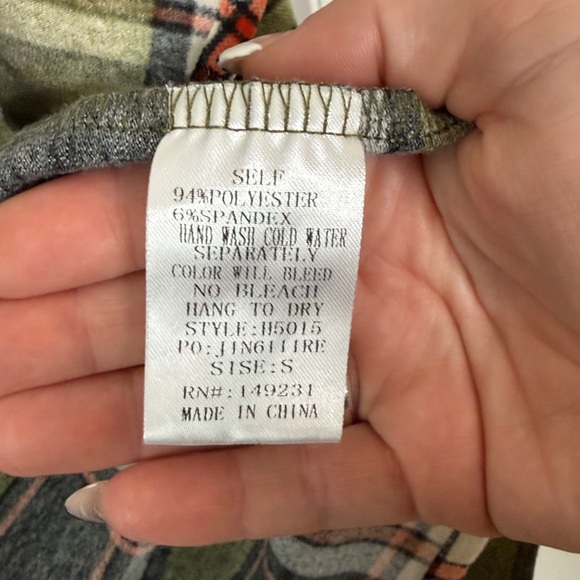 SELF
94%POLYESTER
6%SPANDEX
HAND WASH COLD WATER
SEPARATELY
COLOR WILL BLEED
NO BLEACH
HANG TO DRY
STYLE:H5015
PO:J1N6111RE
SISE:S
RN#:149231
MADE IN CHINA